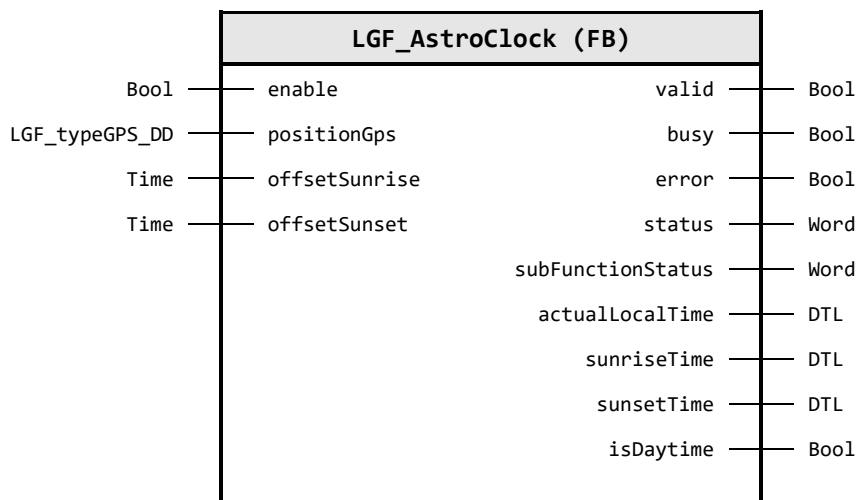 LGF_AstroClock (FB)
Bool enable valid Bool
LGF_typeGPS_DD positionGps busy Bool
Time offsetSunrise error Bool
Time offsetSunset status Word
subFunctionStatus Word
actualLocalTime DTL
sunriseTime DTL
sunsetTime DTL
isDaytime Bool